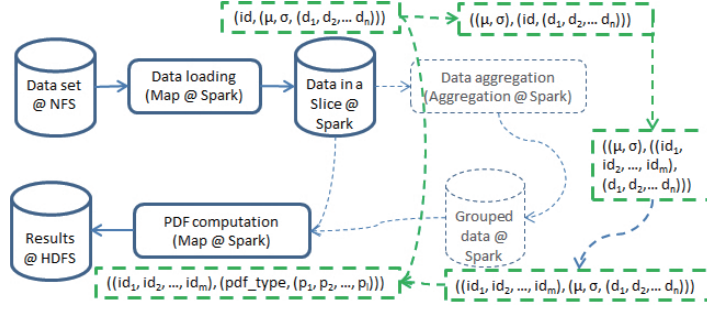 (id, (μ, σ, (d₁, d₂,... dₙ)))
((μ, σ), (id, (d₁, d₂,... dₙ)))
Data set
@ NFS
Data loading
(Map @ Spark)
Data in a
Slice @
Spark
Data aggregation
(Aggregation @ Spark)
((μ, σ), ((id₁,
id₂, ..., idₘ),
(d₁, d₂,... dₙ)))
Results
@ HDFS
PDF computation
(Map @ Spark)
Grouped
data @
Spark
((id₁, id₂, ..., idₘ), (pdf_type, (p₁, p₂, ..., pₗ)))
((id₁, id₂, ..., idₘ), (μ, σ, (d₁, d₂,... dₙ)))